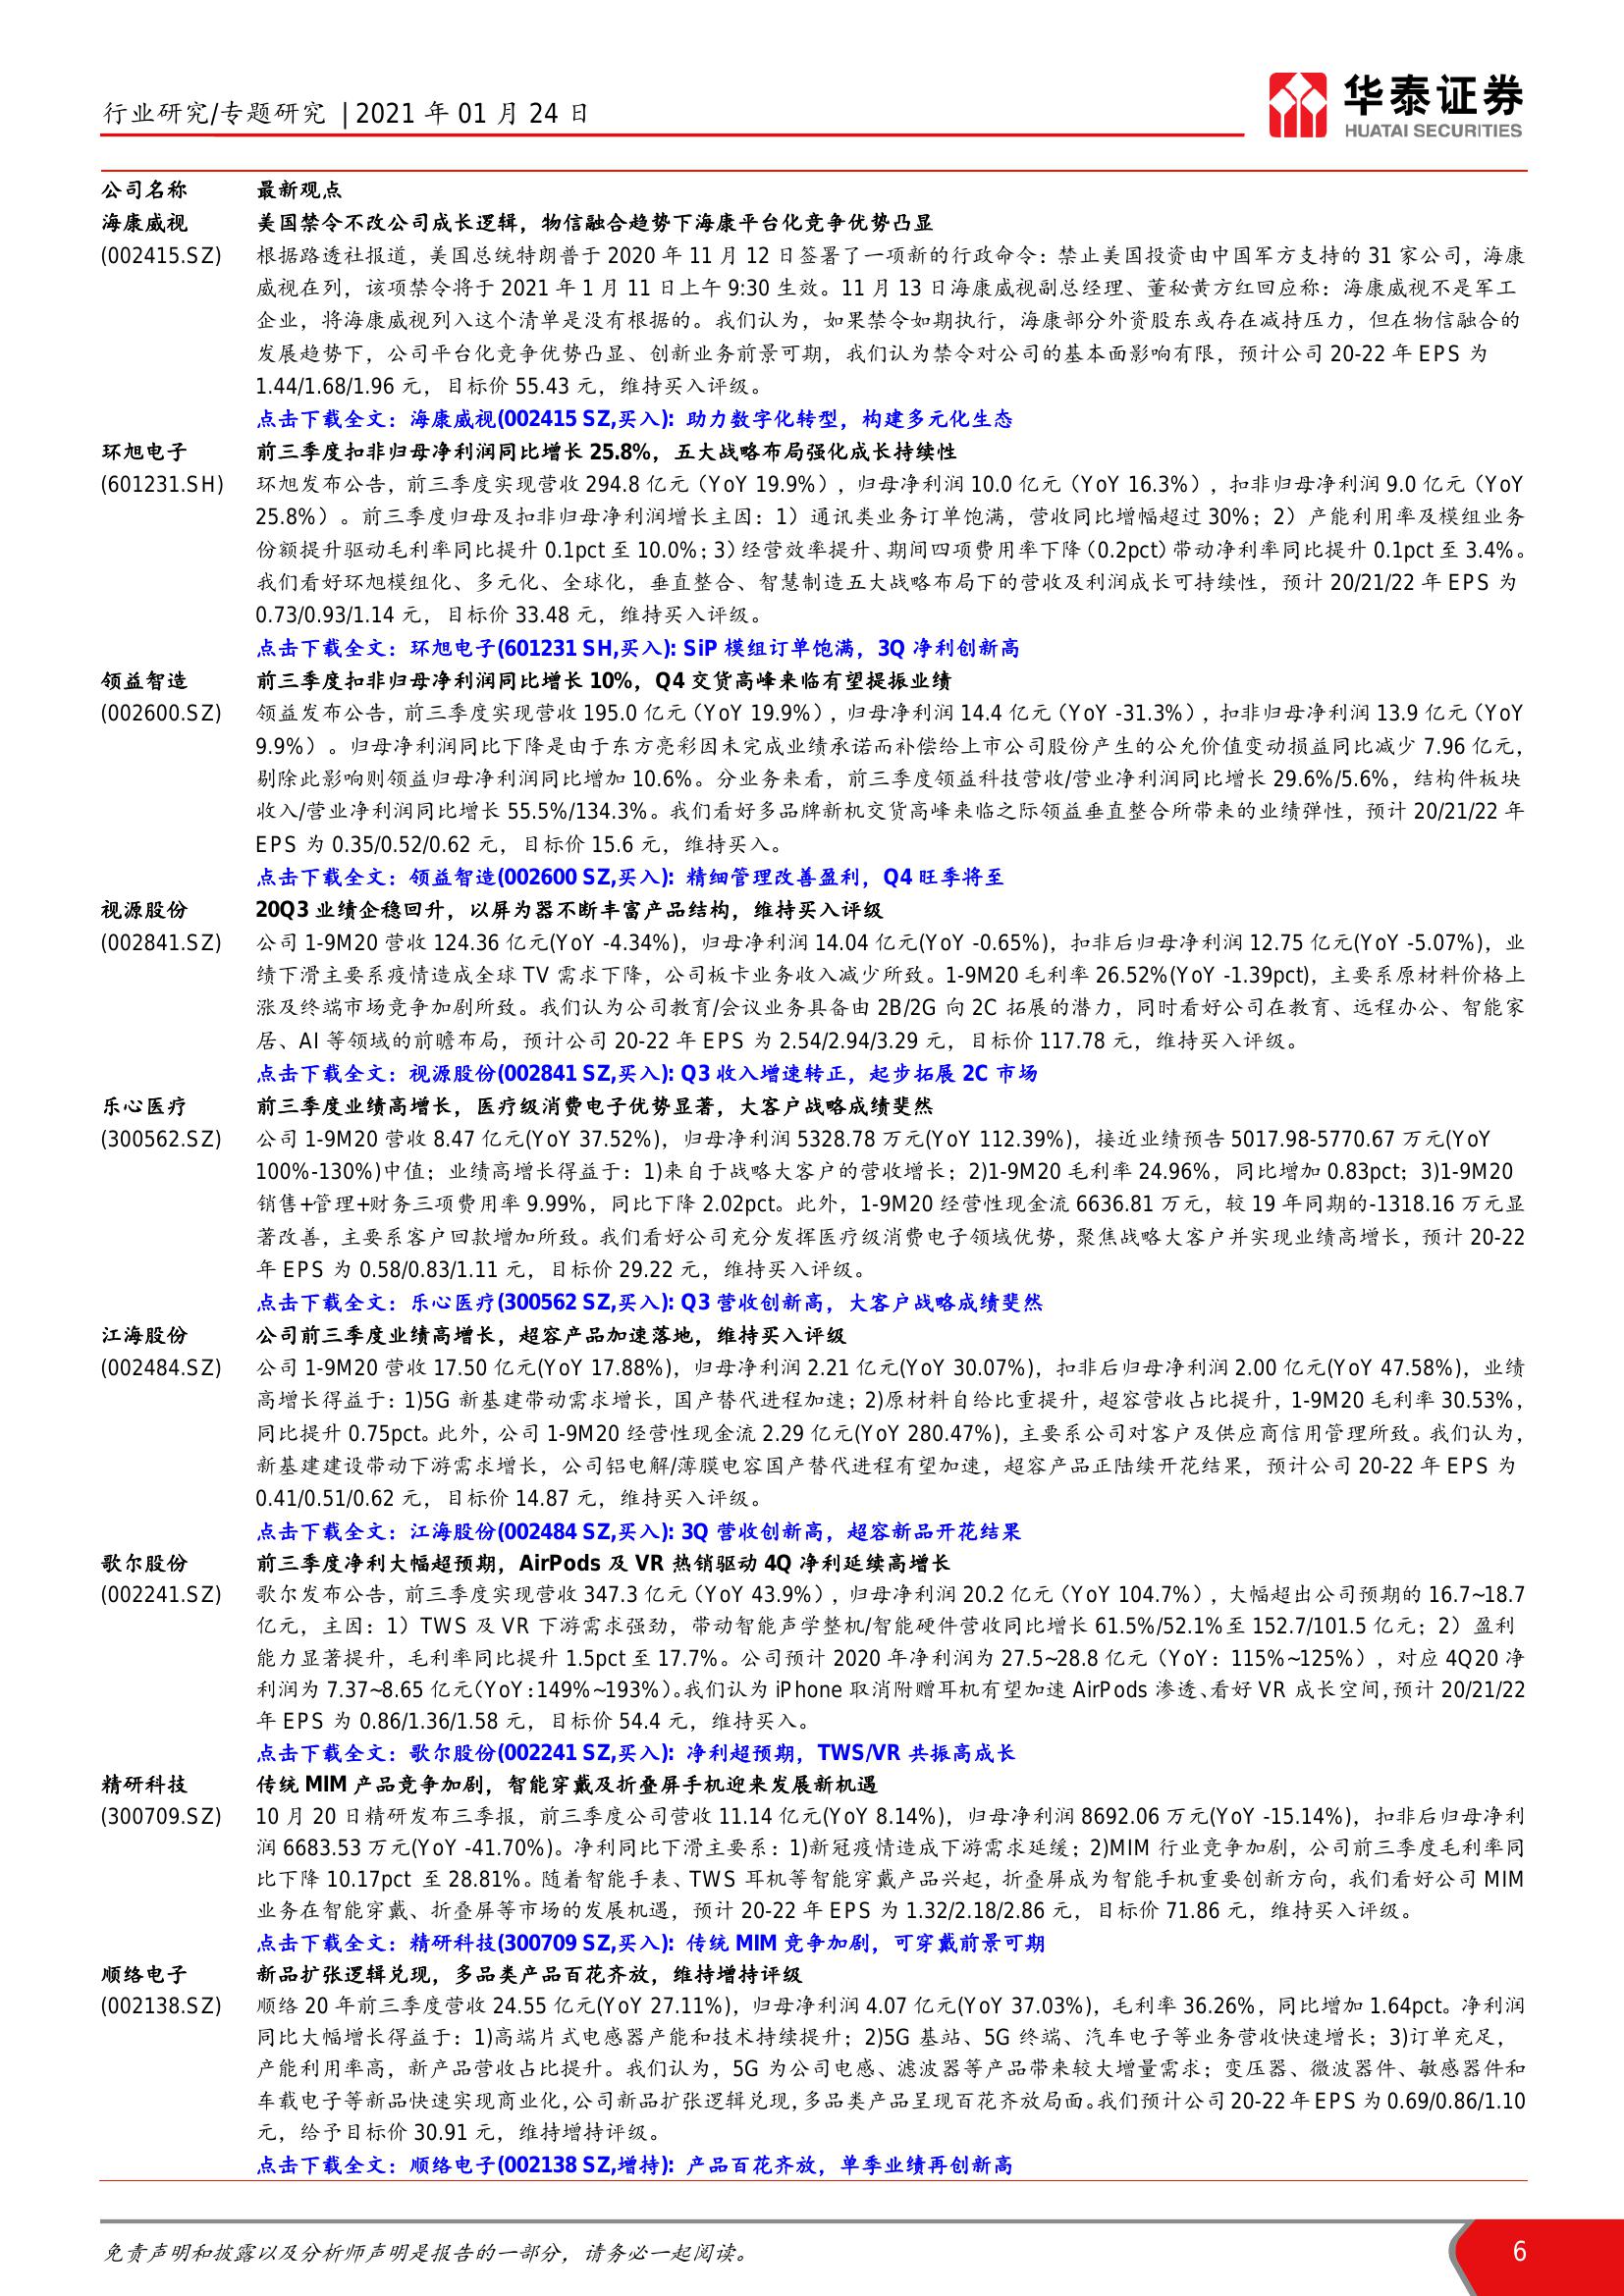 行业研究/专题研究 | 2021 年 01 月 24 日
华泰证券
HUATAI SECURITIES
公司名称 最新观点
海康威视 美国禁令不改公司成长逻辑，物信融合趋势下海康平台化竞争优势凸显
(002415.SZ) 根据路透社报道，美国总统特朗普于 2020 年 11 月 12 日签署了一项新的行政命令：禁止美国投资由中国军方支持的 31 家公司，海康
威视在列，该项禁令将于 2021 年 1 月 11 日上午 9:30 生效。11 月 13 日海康威视副总经理、董秘黄方红回应称：海康威视不是军工
企业，将海康威视列入这个清单是没有根据的。我们认为，如果禁令如期执行，海康部分外资股东或存在减持压力，但在物信融合的
发展趋势下，公司平台化竞争优势凸显、创新业务前景可期，我们认为禁令对公司的基本面影响有限，预计公司 20-22 年 EPS 为
1.44/1.68/1.96 元，目标价 55.43 元，维持买入评级。
点击下载全文：海康威视(002415 SZ,买入): 助力数字化转型，构建多元化生态
环旭电子 前三季度扣非归母净利润同比增长 25.8%，五大战略布局强化成长持续性
(601231.SH) 环旭发布公告，前三季度实现营收 294.8 亿元（YoY 19.9%），归母净利润 10.0 亿元（YoY 16.3%），扣非归母净利润 9.0 亿元（YoY
25.8%）。前三季度归母及扣非归母净利润增长主因：1）通讯类业务订单饱满，营收同比增幅超过 30%；2）产能利用率及模组业务
份额提升驱动毛利率同比提升 0.1pct 至 10.0%；3）经营效率提升、期间四项费用率下降（0.2pct）带动净利率同比提升 0.1pct 至 3.4%。
我们看好环旭模组化、多元化、全球化，垂直整合、智慧制造五大战略布局下的营收及利润成长可持续性，预计 20/21/22 年 EPS 为
0.73/0.93/1.14 元，目标价 33.48 元，维持买入评级。
点击下载全文：环旭电子(601231 SH,买入): SiP 模组订单饱满，3Q 净利创新高
领益智造 前三季度扣非归母净利润同比增长 10%，Q4 交货高峰来临有望提振业绩
(002600.SZ) 领益发布公告，前三季度实现营收 195.0 亿元（YoY 19.9%），归母净利润 14.4 亿元（YoY -31.3%），扣非归母净利润 13.9 亿元（YoY
9.9%）。归母净利润同比下降是由于东方亮彩因未完成业绩承诺而补偿给上市公司股份产生的公允价值变动损益同比减少 7.96 亿元，
剔除此影响则领益归母净利润同比增加 10.6%。分业务来看，前三季度领益科技营收/营业净利润同比增长 29.6%/5.6%，结构件板块
收入/营业净利润同比增长 55.5%/134.3%。我们看好多品牌新机交货高峰来临之际领益垂直整合所带来的业绩弹性，预计 20/21/22 年
EPS 为 0.35/0.52/0.62 元，目标价 15.6 元，维持买入。
点击下载全文：领益智造(002600 SZ,买入): 精细管理改善盈利，Q4 旺季将至
视源股份 20Q3 业绩企稳回升，以屏为器不断丰富产品结构，维持买入评级
(002841.SZ) 公司 1-9M20 营收 124.36 亿元(YoY -4.34%)，归母净利润 14.04 亿元(YoY -0.65%)，扣非后归母净利润 12.75 亿元(YoY -5.07%)，业
绩下滑主要系疫情造成全球 TV 需求下降，公司板卡业务收入减少所致。1-9M20 毛利率 26.52%(YoY -1.39pct)，主要系原材料价格上
涨及终端市场竞争加剧所致。我们认为公司教育/会议业务具备由 2B/2G 向 2C 拓展的潜力，同时看好公司在教育、远程办公、智能家
居、AI 等领域的前瞻布局，预计公司 20-22 年 EPS 为 2.54/2.94/3.29 元，目标价 117.78 元，维持买入评级。
点击下载全文：视源股份(002841 SZ,买入): Q3 收入增速转正，起步拓展 2C 市场
乐心医疗 前三季度业绩高增长，医疗级消费电子优势显著，大客户战略成绩斐然
(300562.SZ) 公司 1-9M20 营收 8.47 亿元(YoY 37.52%)，归母净利润 5328.78 万元(YoY 112.39%)，接近业绩预告 5017.98-5770.67 万元(YoY
100%-130%)中值；业绩高增长得益于：1)来自于战略大客户的营收增长；2)1-9M20 毛利率 24.96%，同比增加 0.83pct；3)1-9M20
销售+管理+财务三项费用率 9.99%，同比下降 2.02pct。此外，1-9M20 经营性现金流 6636.81 万元，较 19 年同期的-1318.16 万元显
著改善，主要系客户回款增加所致。我们看好公司充分发挥医疗级消费电子领域优势，聚焦战略大客户并实现业绩高增长，预计 20-22
年 EPS 为 0.58/0.83/1.11 元，目标价 29.22 元，维持买入评级。
点击下载全文：乐心医疗(300562 SZ,买入): Q3 营收创新高，大客户战略成绩斐然
江海股份 公司前三季度业绩高增长，超容产品加速落地，维持买入评级
(002484.SZ) 公司 1-9M20 营收 17.50 亿元(YoY 17.88%)，归母净利润 2.21 亿元(YoY 30.07%)，扣非后归母净利润 2.00 亿元(YoY 47.58%)，业绩
高增长得益于：1)5G 新基建带动需求增长，国产替代进程加速；2)原材料自给比重提升，超容营收占比提升，1-9M20 毛利率 30.53%，
同比提升 0.75pct。此外，公司 1-9M20 经营性现金流 2.29 亿元(YoY 280.47%)，主要系公司对客户及供应商信用管理所致。我们认为，
新基建建设带动下游需求增长，公司铝电解/薄膜电容国产替代进程有望加速，超容产品正陆续开花结果，预计公司 20-22 年 EPS 为
0.41/0.51/0.62 元，目标价 14.87 元，维持买入评级。
点击下载全文：江海股份(002484 SZ,买入): 3Q 营收创新高，超容新品开花结果
歌尔股份 前三季度净利大幅超预期，AirPods 及 VR 热销驱动 4Q 净利延续高增长
(002241.SZ) 歌尔发布公告，前三季度实现营收 347.3 亿元（YoY 43.9%），归母净利润 20.2 亿元（YoY 104.7%），大幅超出公司预期的 16.7~18.7
亿元，主因：1）TWS 及 VR 下游需求强劲，带动智能声学整机/智能硬件营收同比增长 61.5%/52.1%至 152.7/101.5 亿元；2）盈利
能力显著提升，毛利率同比提升 1.5pct 至 17.7%。公司预计 2020 年净利润为 27.5~28.8 亿元（YoY：115%~125%），对应 4Q20 净
利润为 7.37~8.65 亿元（YoY：149%~193%）。我们认为 iPhone 取消附赠耳机有望加速 AirPods 渗透、看好 VR 成长空间，预计 20/21/22
年 EPS 为 0.86/1.36/1.58 元，目标价 54.4 元，维持买入。
点击下载全文：歌尔股份(002241 SZ,买入): 净利超预期，TWS/VR 共振高成长
精研科技 传统 MIM 产品竞争加剧，智能穿戴及折叠屏手机迎来发展新机遇
(300709.SZ) 10 月 20 日精研发布三季报，前三季度公司营收 11.14 亿元(YoY 8.14%)，归母净利润 8692.06 万元(YoY -15.14%)，扣非后归母净利
润 6683.53 万元(YoY -41.70%)。净利同比下滑主要系：1)新冠疫情造成下游需求延缓；2)MIM 行业竞争加剧，公司前三季度毛利率同
比下降 10.17pct 至 28.81%。随着智能手表、TWS 耳机等智能穿戴产品兴起，折叠屏成为智能手机重要创新方向，我们看好公司 MIM
业务在智能穿戴、折叠屏等市场的发展机遇，预计 20-22 年 EPS 为 1.32/2.18/2.86 元，目标价 71.86 元，维持买入评级。
点击下载全文：精研科技(300709 SZ,买入): 传统 MIM 竞争加剧，可穿戴前景可期
顺络电子 新品扩张逻辑兑现，多品类产品百花齐放，维持增持评级
(002138.SZ) 顺络 20 年前三季度营收 24.55 亿元(YoY 27.11%)，归母净利润 4.07 亿元(YoY 37.03%)，毛利率 36.26%，同比增加 1.64pct。净利润
同比大幅增长得益于：1)高端片式电感器产能和技术持续提升；2)5G 基站、5G 终端、汽车电子等业务营收快速增长；3)订单充足，
产能利用率高，新产品营收占比提升。我们认为，5G 为公司电感、滤波器等产品带来较大增量需求；变压器、微波器件、敏感器件和
车载电子等新品快速实现商业化，公司新品扩张逻辑兑现，多品类产品呈现百花齐放局面。我们预计公司 20-22 年 EPS 为 0.69/0.86/1.10
元，给予目标价 30.91 元，维持增持评级。
点击下载全文：顺络电子(002138 SZ,增持): 产品百花齐放，单季业绩再创新高
免责声明和披露以及分析师声明是报告的一部分，请务必一起阅读。
6